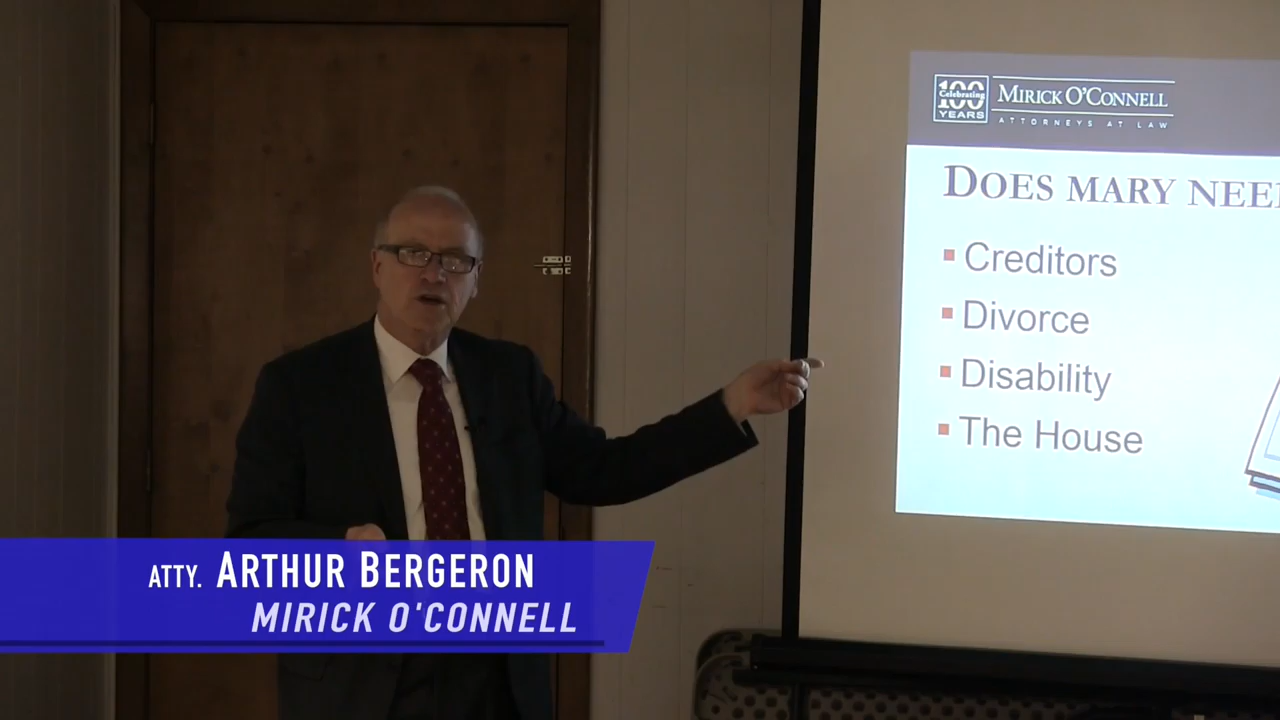 100
Celebrating
YEARS
MIRICK O'CONNELL
ATTORNEYS AT LAW
DOES MARY NEE
Creditors
Divorce
Disability
The House
ATTY. ARTHUR BERGERON
MIRICK O'CONNELL